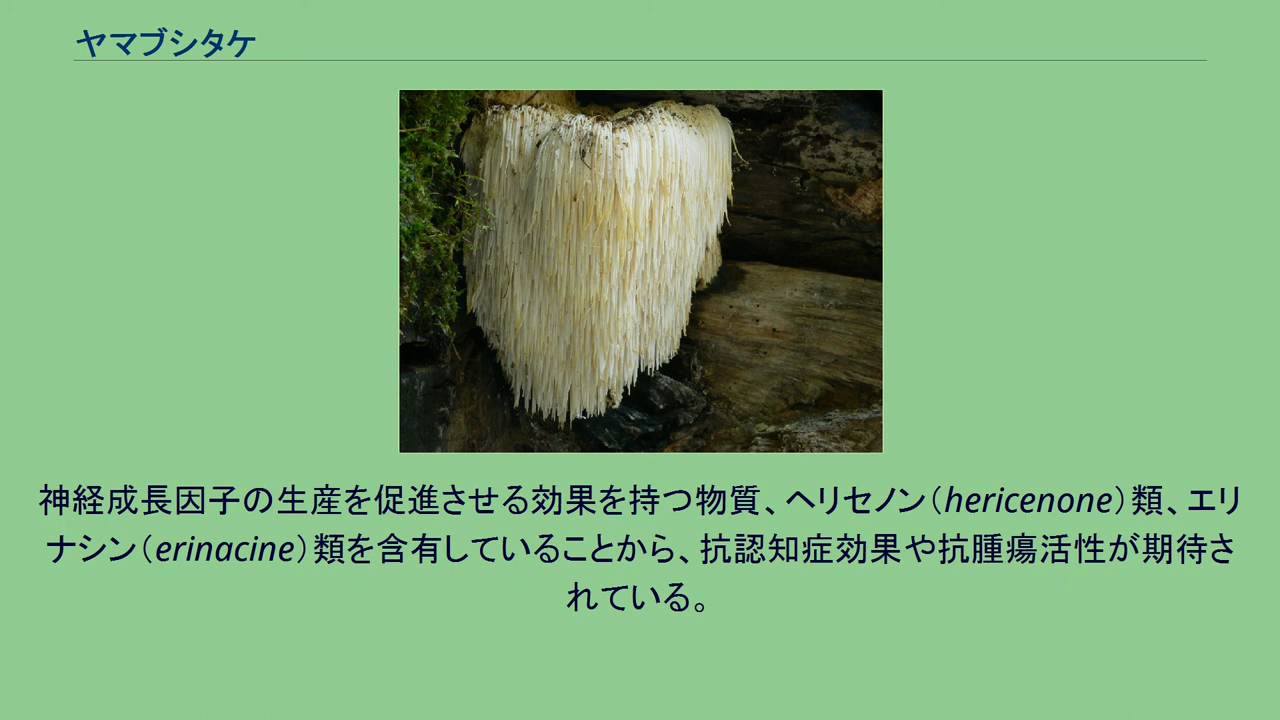 ヤマブシタケ
神経成長因子の生産を促進させる効果を持つ物質、ヘリセノン（hericenone）類、エリ
ナシン（erinacine）類を含有していることから、抗認知症効果や抗腫瘍活性が期待さ
れている。